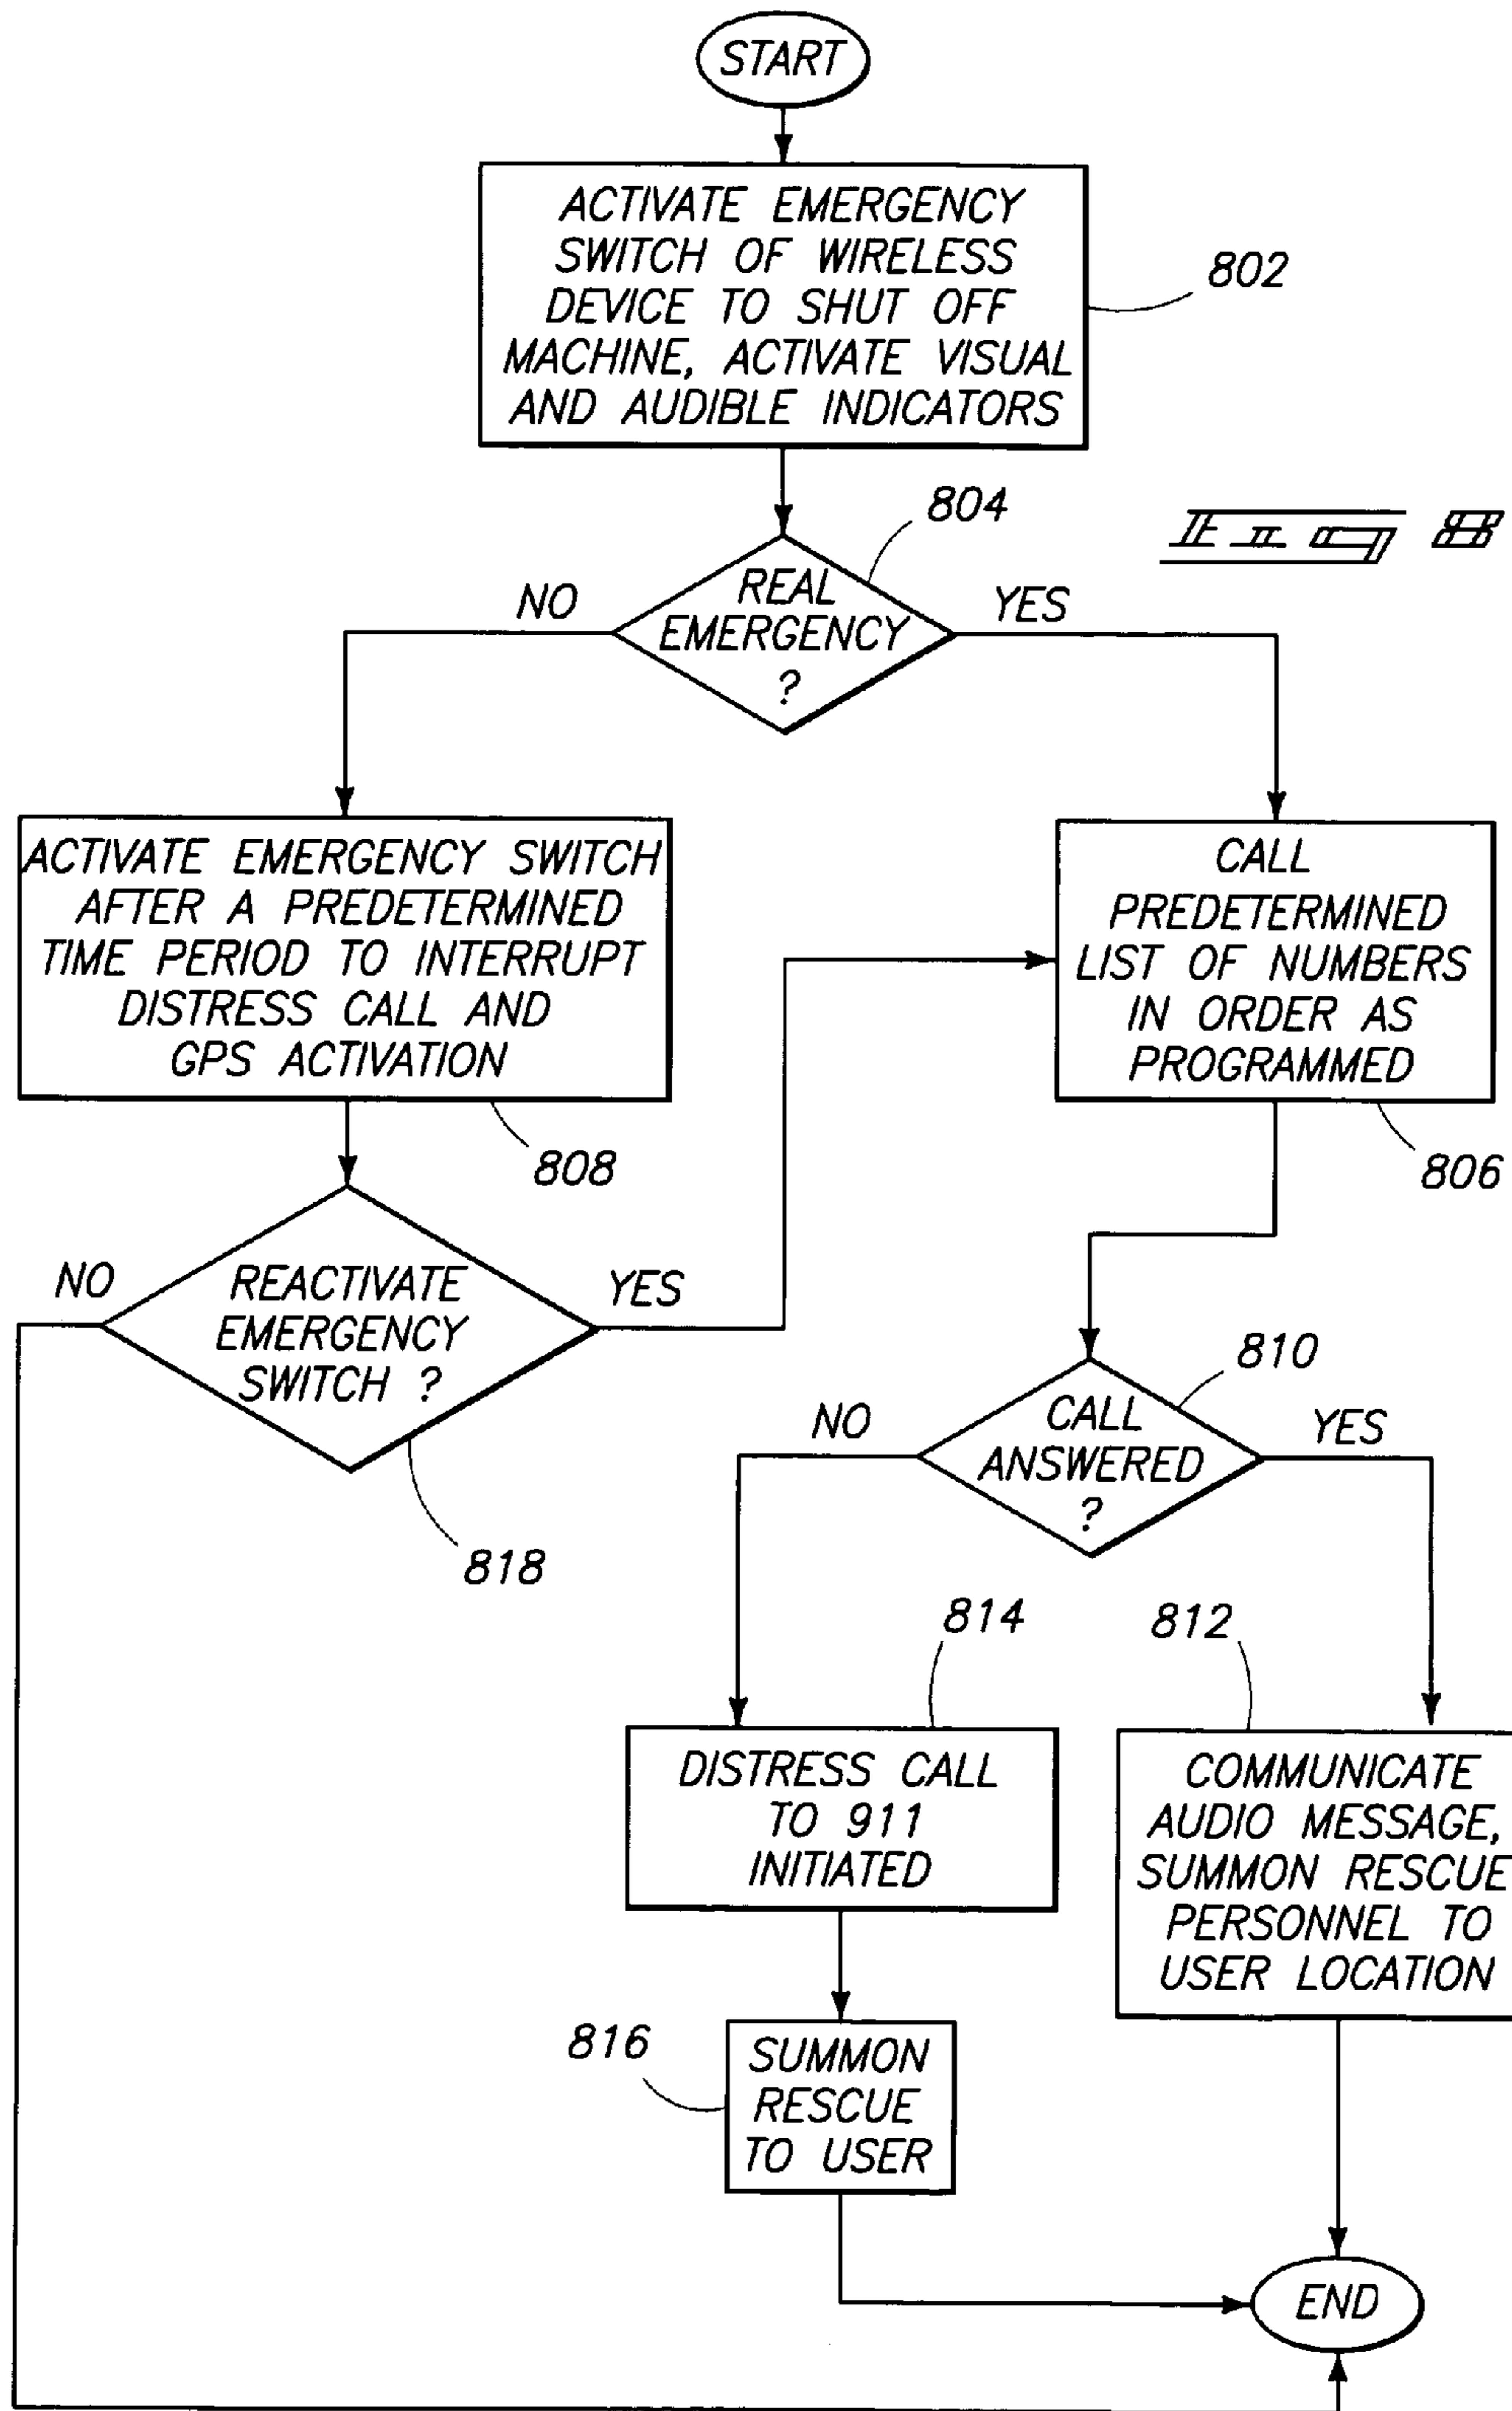 START
ACTIVATE EMERGENCY
SWITCH OF WIRELESS
DEVICE TO SHUT OFF
MACHINE, ACTIVATE VISUAL
AND AUDIBLE INDICATORS
802
804
Fig 8
NO
REAL
EMERGENCY
?
YES
ACTIVATE EMERGENCY SWITCH
AFTER A PREDETERMINED
TIME PERIOD TO INTERRUPT
DISTRESS CALL AND
GPS ACTIVATION
808
CALL
PREDETERMINED
LIST OF NUMBERS
IN ORDER AS
PROGRAMMED
806
NO
REACTIVATE
EMERGENCY
SWITCH ?
YES
818
810
NO
CALL
ANSWERED
?
YES
814
812
DISTRESS CALL
TO 911
INITIATED
COMMUNICATE
AUDIO MESSAGE,
SUMMON RESCUE
PERSONNEL TO
USER LOCATION
816
SUMMON
RESCUE
TO USER
END